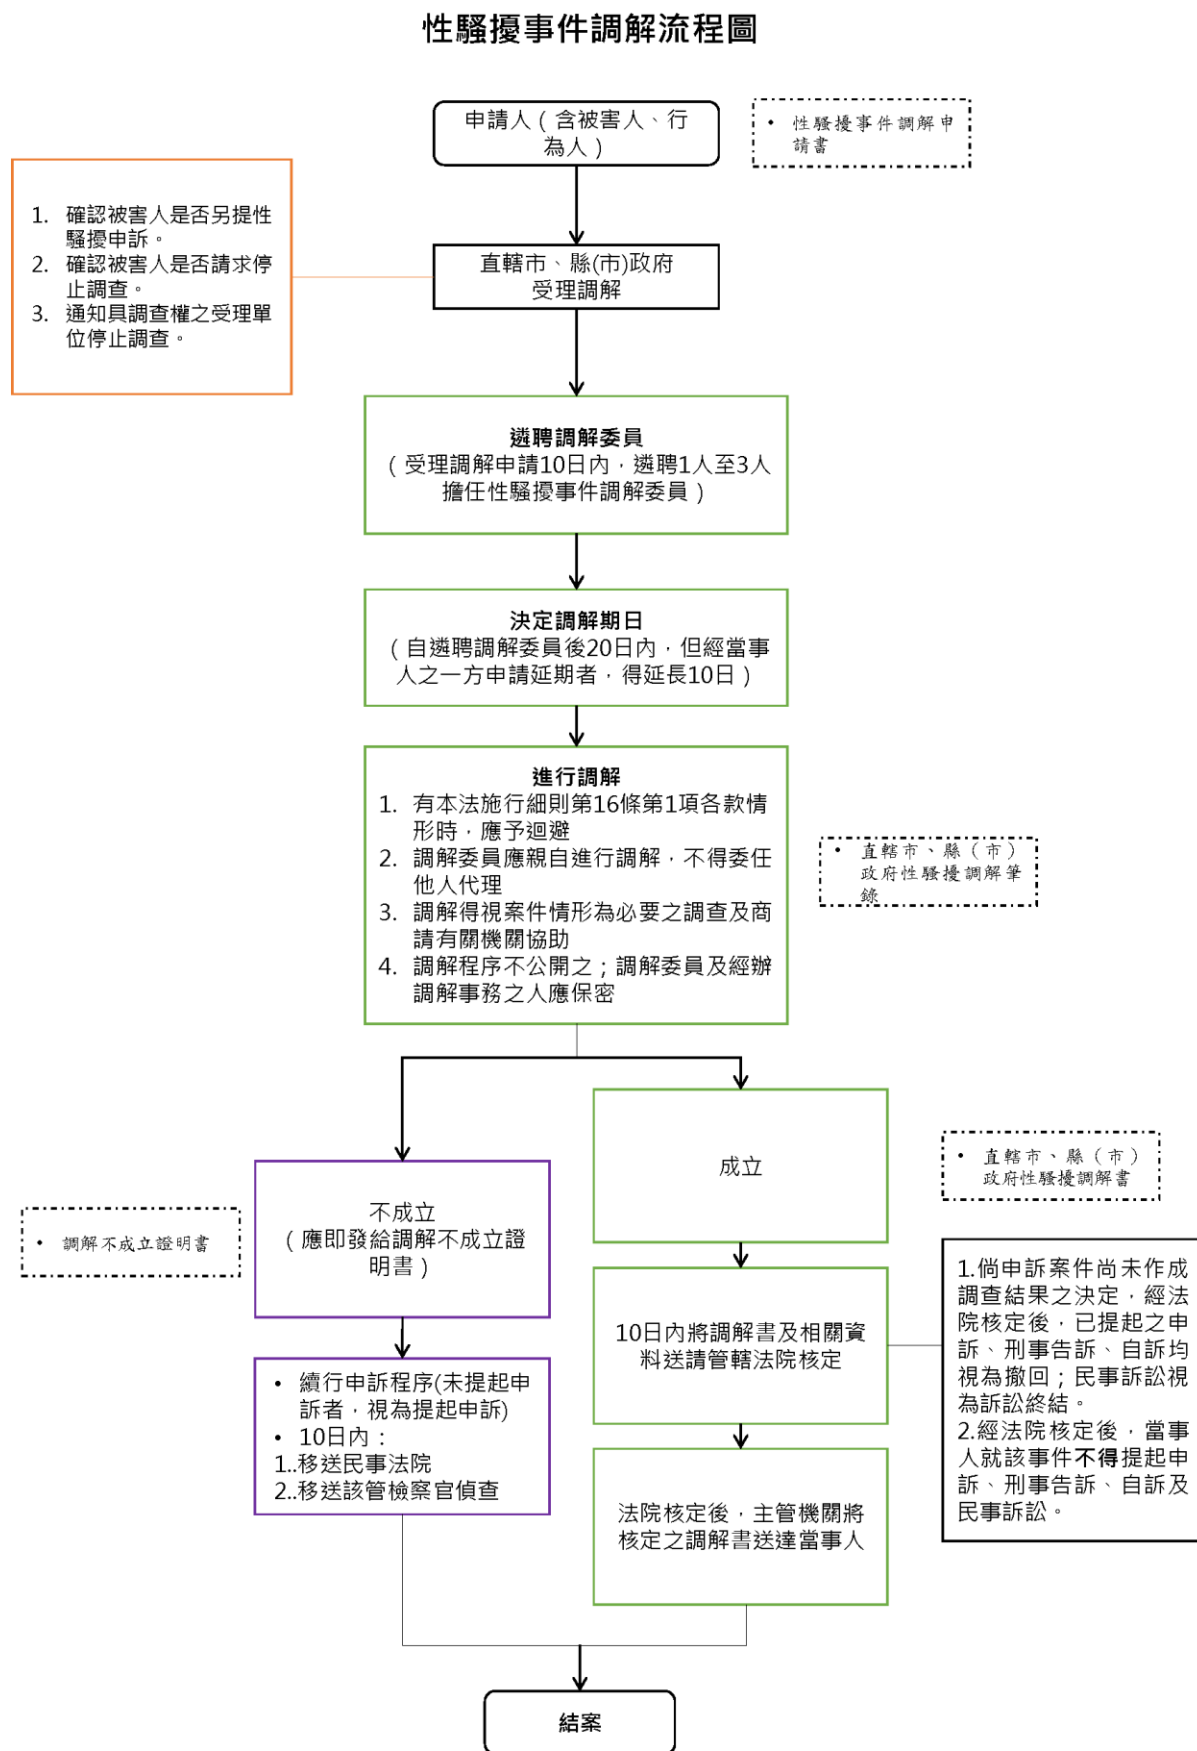 性騷擾事件調解流程圖
申請人（含被害人、行
為人）
• 性騷擾事件調解申
請書
1. 確認被害人是否另提性
騷擾申訴。
2. 確認被害人是否請求停
止調查。
3. 通知具調查權之受理單
位停止調查。
直轄市、縣(市)政府
受理調解
遴聘調解委員
（受理調解申請10日內，遴聘1人至3人
擔任性騷擾事件調解委員）
決定調解期日
（自遴聘調解委員後20日內，但經當事
人之一方申請延期者，得延長10日）
進行調解
1. 有本法施行細則第16條第1項各款情
形時，應予迴避
2. 調解委員應親自進行調解，不得委任
他人代理
3. 調解得視案件情形為必要之調查及商
請有關機關協助
4. 調解程序不公開之；調解委員及經辦
調解事務之人應保密
• 直轄市、縣（市）
政府性騷擾調解筆
錄
成立
• 直轄市、縣（市）
政府性騷擾調解書
不成立
（應即發給調解不成立證
明書）
• 調解不成立證明書
10日內將調解書及相關資
料送請管轄法院核定
1.倘申訴案件尚未作成
調查結果之決定，經法
院核定後，已提起之申
訴、刑事告訴、自訴均
視為撤回；民事訴訟視
為訴訟終結。
2.經法院核定後，當事
人就該事件不得提起申
訴、刑事告訴、自訴及
民事訴訟。
• 續行申訴程序(未提起申
訴者，視為提起申訴)
• 10日內：
1..移送民事法院
2..移送該管檢察官偵查
法院核定後，主管機關將
核定之調解書送達當事人
結案